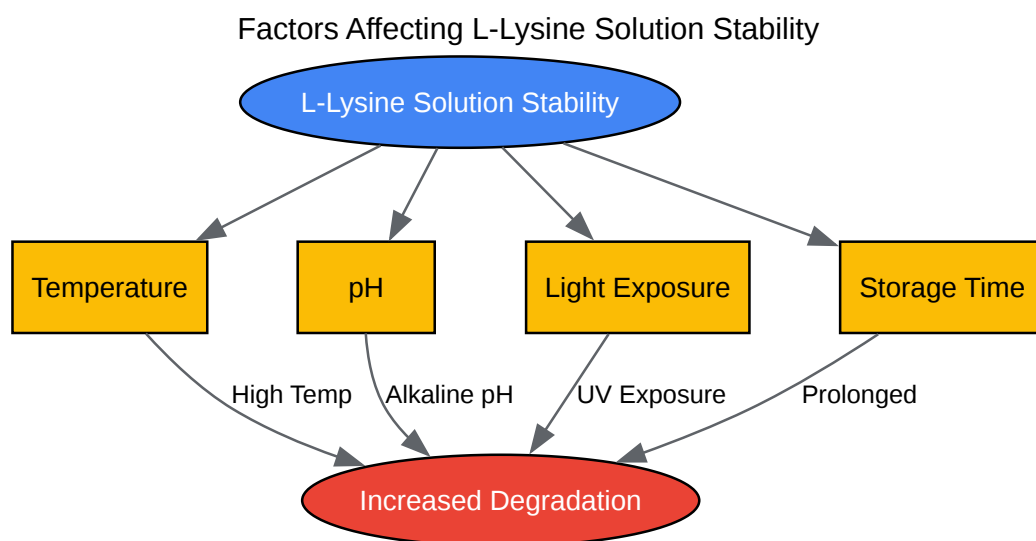 Factors Affecting L-Lysine Solution Stability
L-Lysine Solution Stability
Temperature
pH
Light Exposure
Storage Time
High Temp
Alkaline pH
UV Exposure
Prolonged
Increased Degradation